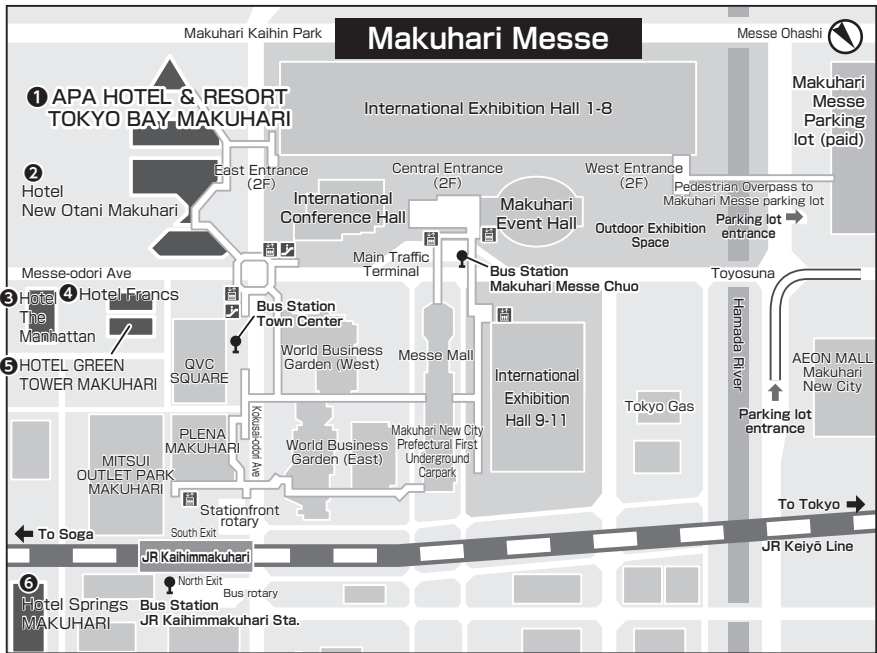 Makuhari Kaihin Park
Makuhari Messe
Messe Ohashi
❶ APA HOTEL & RESORT
TOKYO BAY MAKUHARI
International Exhibition Hall 1-8
Makuhari
Messe
Parking
lot (paid)
❷
Hotel
New Otani Makuhari
East Entrance
(2F)
Central Entrance
(2F)
West Entrance
(2F)
International
Conference Hall
Makuhari
Event Hall
Pedestrian Overpass to
Makuhari Messe parking lot
Outdoor Exhibition
Space
Parking lot
entrance
Main Traffic
Terminal
Bus Station
Makuhari Messe Chuo
Messe-odori Ave
Toyosuna
❸ Hotel
The
Manhattan
❹ Hotel Francs
❺ HOTEL GREEN
TOWER MAKUHARI
Bus Station
Town Center
QVC
SQUARE
World Business
Garden (West)
Messe Mall
International
Exhibition
Hall 9-11
Hamada River
AEON MALL
Makuhari
New City
Tokyo Gas
Parking lot
entrance
MITSUI
OUTLET PARK
MAKUHARI
PLENA
MAKUHARI
Kokusai-odori Ave
World Business
Garden (East)
Makuhari New City
Prefectural First
Underground
Carpark
Stationfront
rotary
To Soga
South Exit
JR Kaihimmakuhari
To Tokyo
JR Keiyō Line
❻
Hotel Springs
MAKUHARI
North Exit
Bus rotary
Bus Station
JR Kaihimmakuhari Sta.